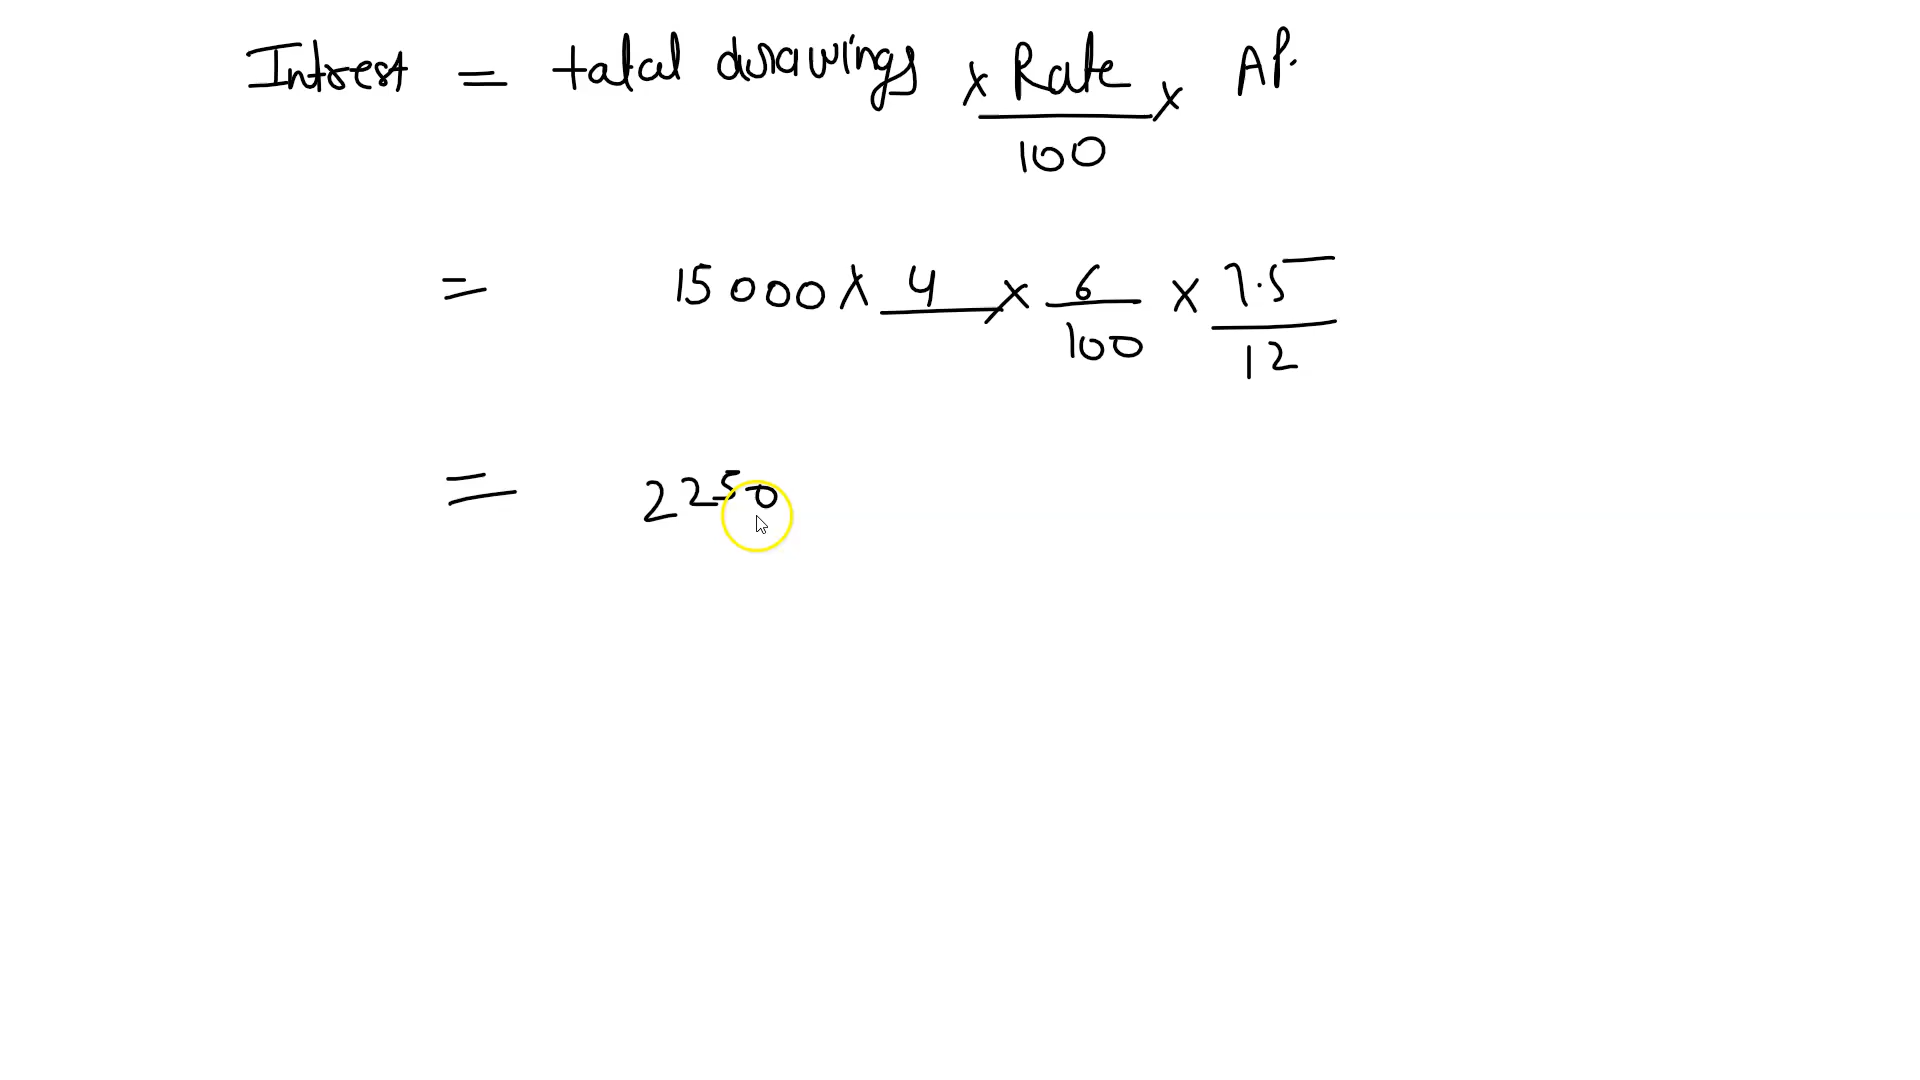 Intrest = total drawings × Rate/100 × AP.
= 15000 × 4 × 6/100 × 7.5/12
= 2250